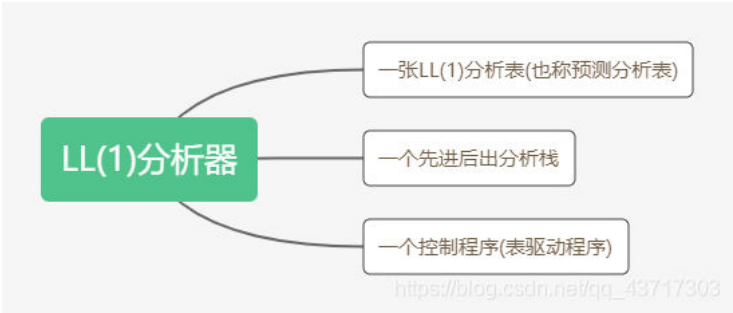 一张LL(1)分析表(也称预测分析表)
LL(1)分析器
一个先进后出分析栈
一个控制程序(表驱动程序)
https://blog.csdn.net/qq_43717303